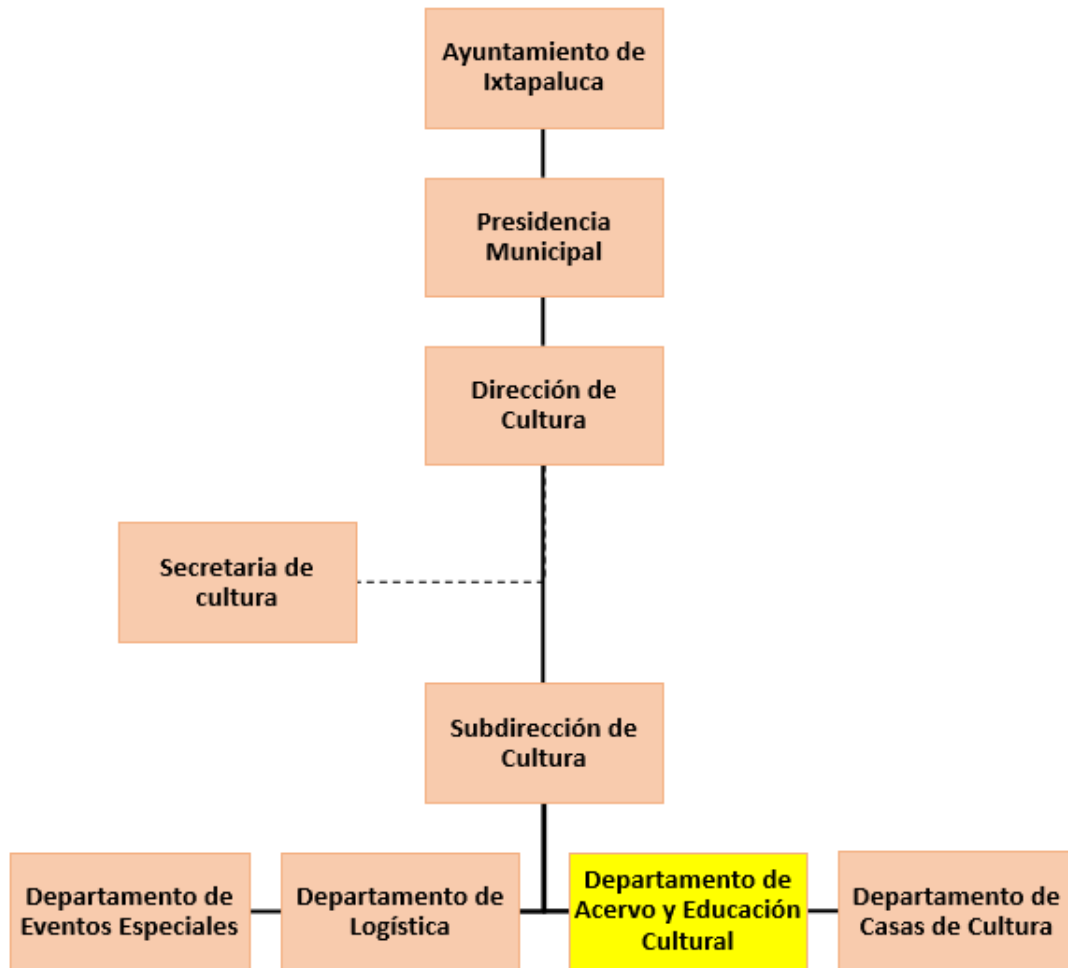 Ayuntamiento de
Ixtapaluca
Presidencia
Municipal
Dirección de
Cultura
Secretaria de
cultura
Subdirección de
Cultura
Departamento de
Eventos Especiales
Departamento de
Logística
Departamento de
Acervo y Educación
Cultural
Departamento de
Casas de Cultura